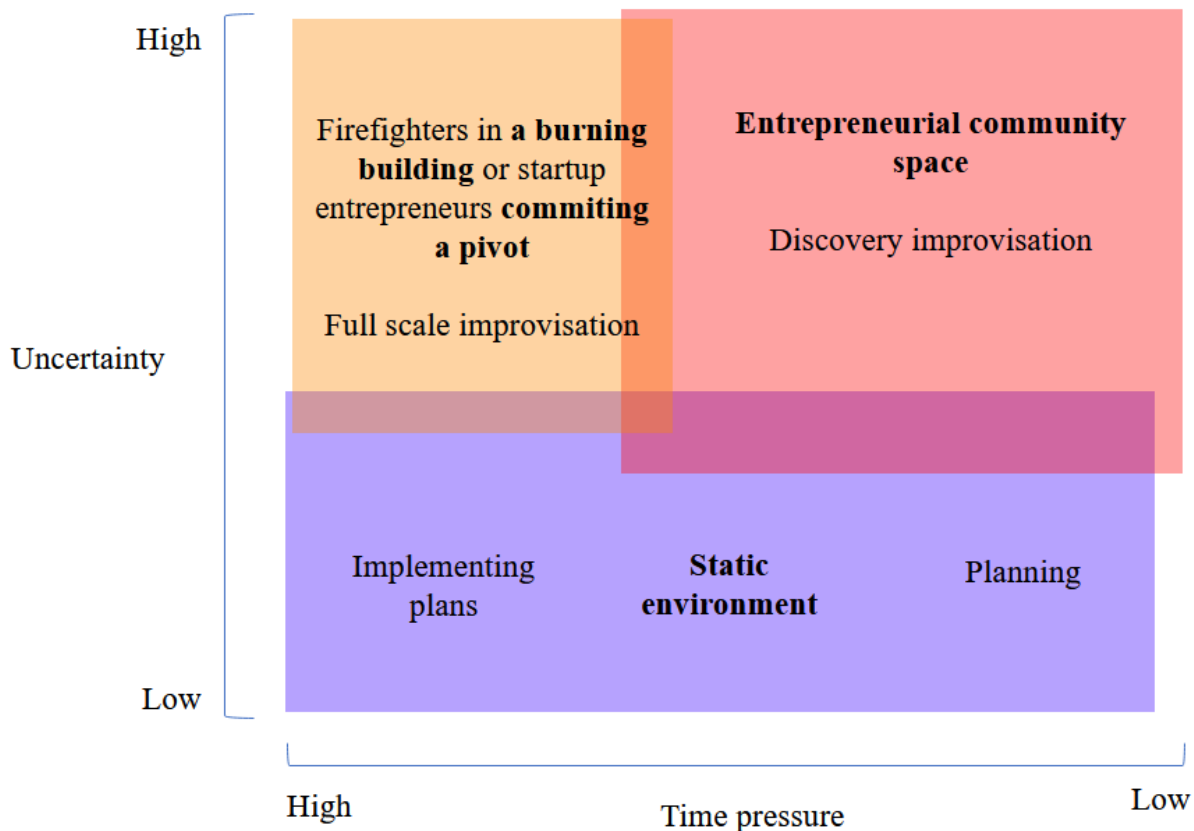 High
Firefighters in a burning
building or startup
entrepreneurs commiting
a pivot
Full scale improvisation
Entrepreneurial community
space
Discovery improvisation
Uncertainty
Implementing
plans
Static
environment
Planning
Low
High
Time pressure
Low